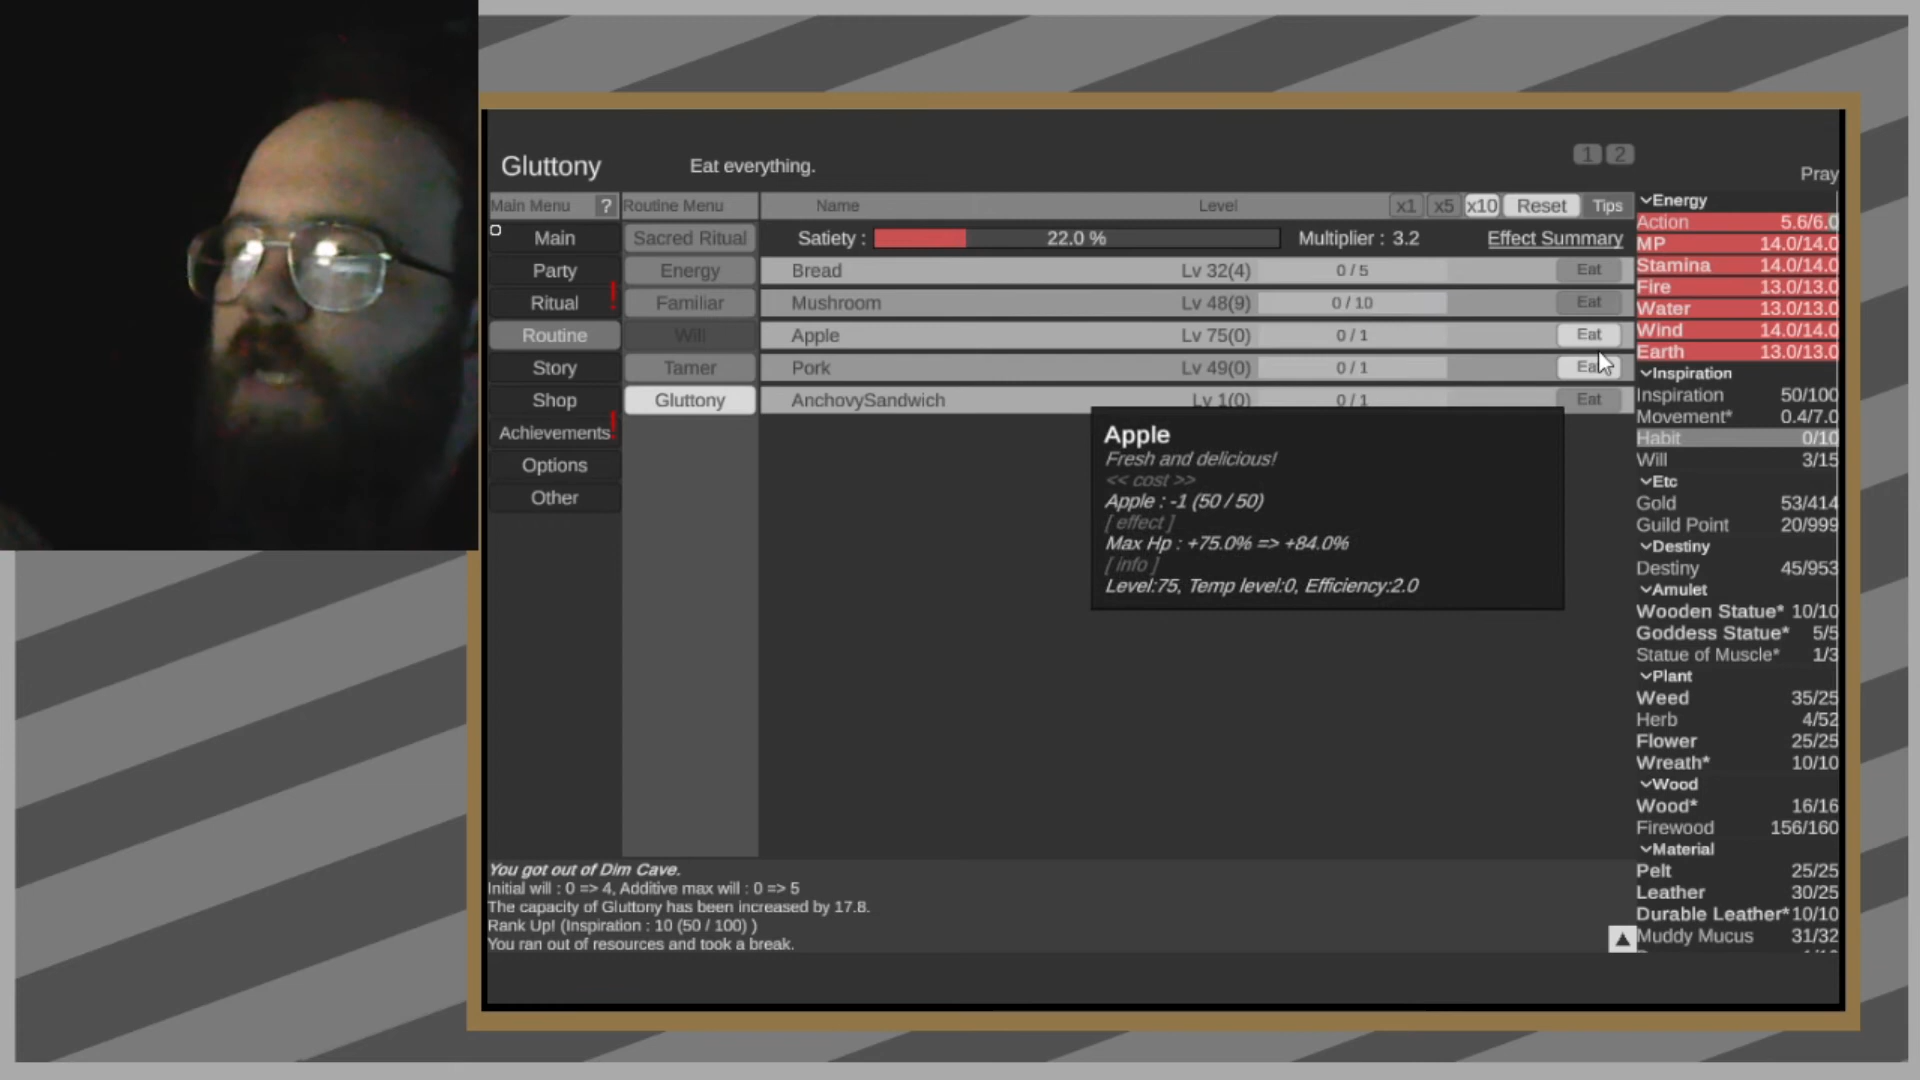 Gluttony
Eat everything.
1 2
Pray
Main Menu ?
Routine Menu
Name
Level
x1 x5 x10 Reset Tips
Main
Party
Ritual !
Routine
Story
Shop
Achievements !
Options
Other
Sacred Ritual
Energy
Familiar
Will
Tamer
Gluttony
Satiety : 22.0 % Multiplier : 3.2 Effect Summary
Bread Lv 32(4) 0 / 5 Eat
Mushroom Lv 48(9) 0 / 10 Eat
Apple Lv 75(0) 0 / 1 Eat
Pork Lv 49(0) 0 / 1
AnchovySandwich Lv 1(0) 0 / 1 Eat
Apple
Fresh and delicious!
<< cost >>
Apple : -1 (50 / 50)
[ effect ]
Max Hp : +75.0% => +84.0%
[ info ]
Level:75, Temp level:0, Efficiency:2.0
Energy
Action 5.6/6.0
MP 14.0/14.0
Stamina 14.0/14.0
Fire 13.0/13.0
Water 13.0/13.0
Wind 14.0/14.0
Earth 13.0/13.0
Inspiration
Inspiration 50/100
Movement* 0.4/7.0
Habit 0/10
Will 3/15
Etc
Gold 53/414
Guild Point 20/999
Destiny
Destiny 45/953
Amulet
Wooden Statue* 10/10
Goddess Statue* 5/5
Statue of Muscle* 1/3
Plant
Weed 35/25
Herb 4/52
Flower 25/25
Wreath* 10/10
Wood
Wood* 16/16
Firewood 156/160
Material
Pelt 25/25
Leather 30/25
Durable Leather* 10/10
Muddy Mucus 31/32
You got out of Dim Cave.
Initial will : 0 => 4, Additive max will : 0 => 5
The capacity of Gluttony has been increased by 17.8.
Rank Up! (Inspiration : 10 (50 / 100) )
You ran out of resources and took a break.